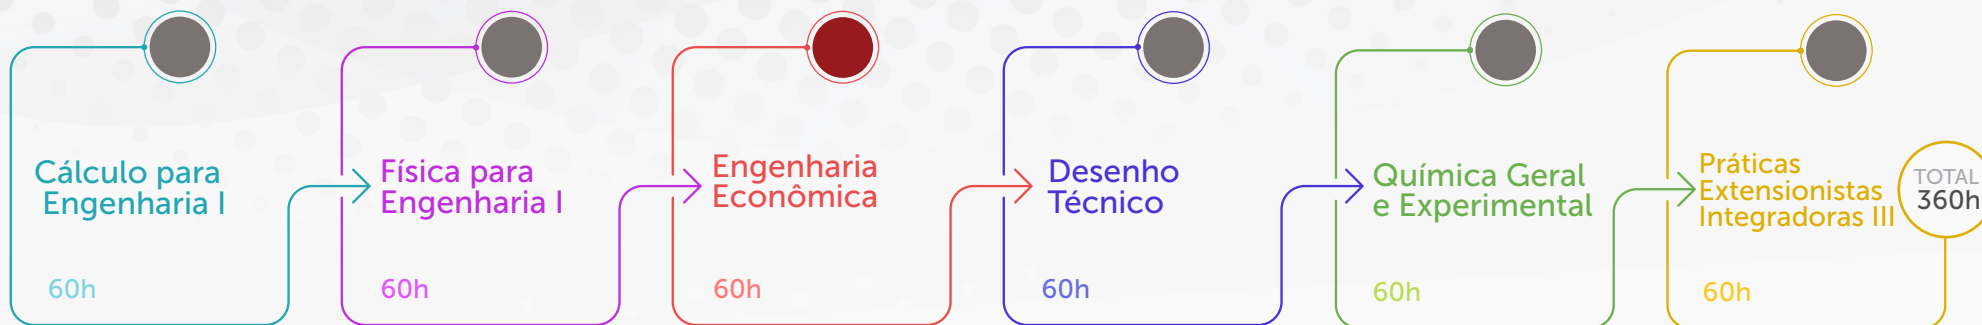 Cálculo para
Engenharia I
60h
Física para
Engenharia I
60h
Engenharia
Econômica
60h
Desenho
Técnico
60h
Química Geral
e Experimental
60h
Práticas
Extensionistas
Integradoras III
60h
TOTAL
360h